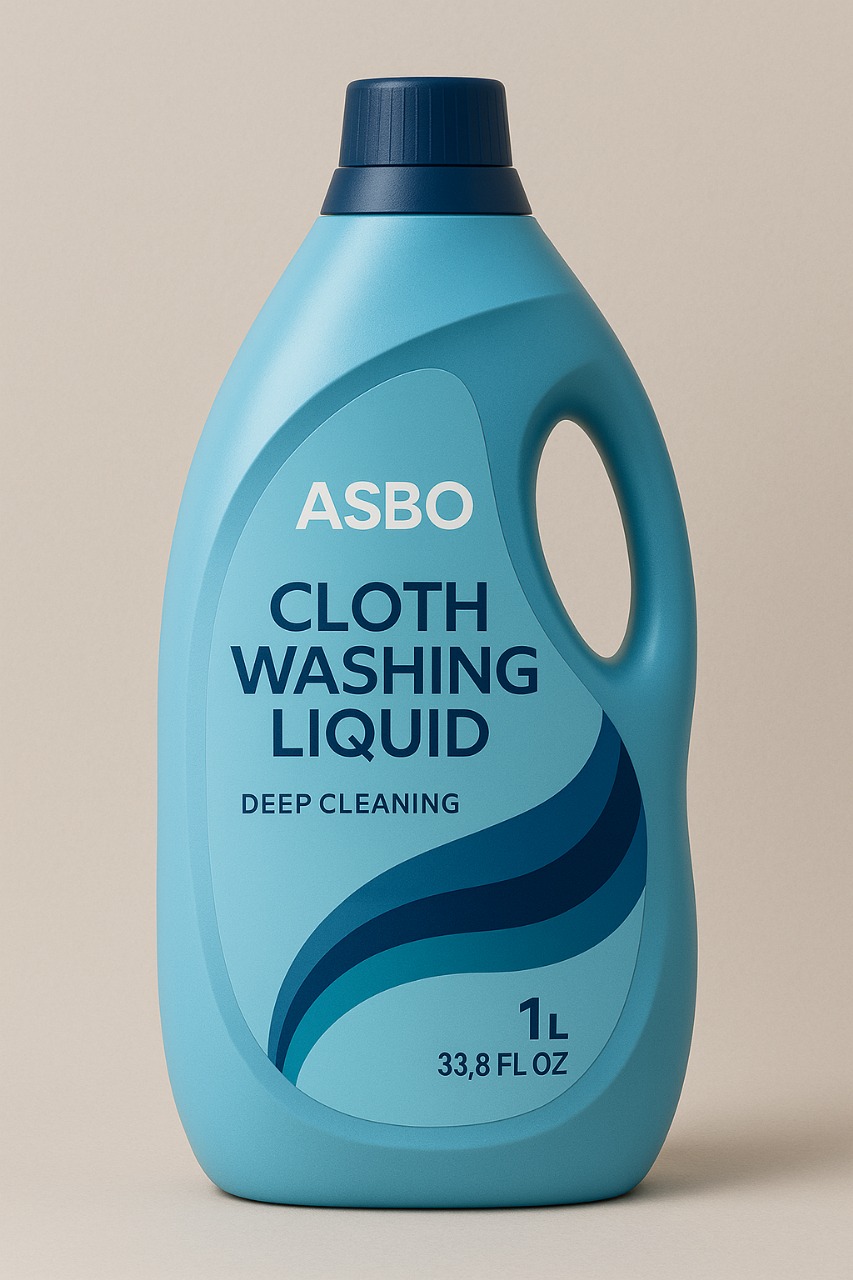 ASBO
CLOTH
WASHING
LIQUID
DEEP CLEANING
1L
33,8 FL OZ